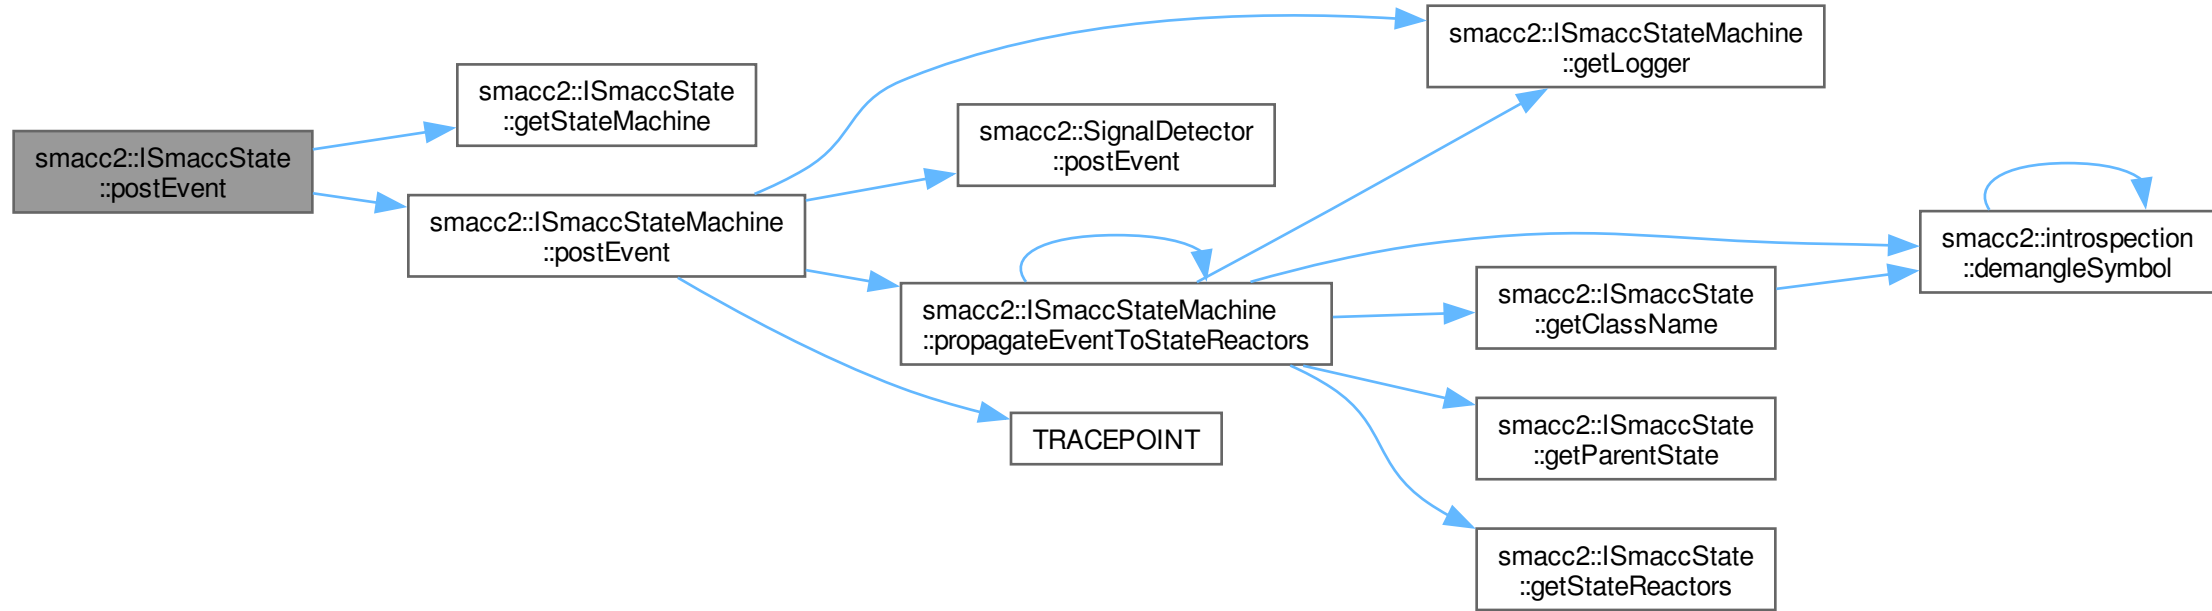 smacc2::ISmaccState
::postEvent
smacc2::ISmaccState
::getStateMachine
smacc2::ISmaccStateMachine
::postEvent
smacc2::ISmaccStateMachine
::getLogger
smacc2::SignalDetector
::postEvent
smacc2::ISmaccStateMachine
::propagateEventToStateReactors
TRACEPOINT
smacc2::introspection
::demangleSymbol
smacc2::ISmaccState
::getClassName
smacc2::ISmaccState
::getParentState
smacc2::ISmaccState
::getStateReactors